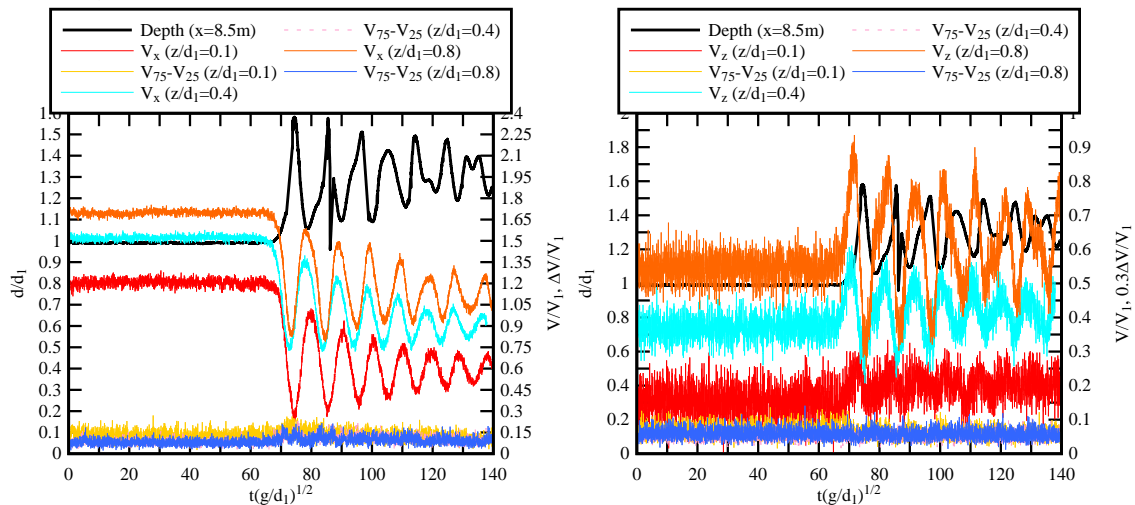 Depth (x=8.5m)
V75-V25 (z/d1=0.4)
Vx (z/d1=0.1)
Vx (z/d1=0.8)
V75-V25 (z/d1=0.1)
V75-V25 (z/d1=0.8)
Vx (z/d1=0.4)
1.6
1.5
1.4
1.3
1.2
1.1
1
0.9
0.8
0.7
0.6
0.5
0.4
0.3
0.2
0.1
0
d/d1
2.4
2.25
2.1
1.95
1.8
1.65
1.5
1.35
1.2
1.05
0.9
0.75
0.6
0.45
0.3
0.15
0
V/V1, ΔV/V1
0 20 40 60 80 100 120 140
t(g/d1)1/2
Depth (x=8.5m)
V75-V25 (z/d1=0.4)
Vz (z/d1=0.1)
Vz (z/d1=0.8)
V75-V25 (z/d1=0.1)
V75-V25 (z/d1=0.8)
Vz (z/d1=0.4)
2
1.8
1.6
1.4
1.2
1
0.8
0.6
0.4
0.2
0
d/d1
1
0.9
0.8
0.7
0.6
0.5
0.4
0.3
0.2
0.1
0
V/V1, 0.3ΔV/V1
0 20 40 60 80 100 120 140
t(g/d1)1/2